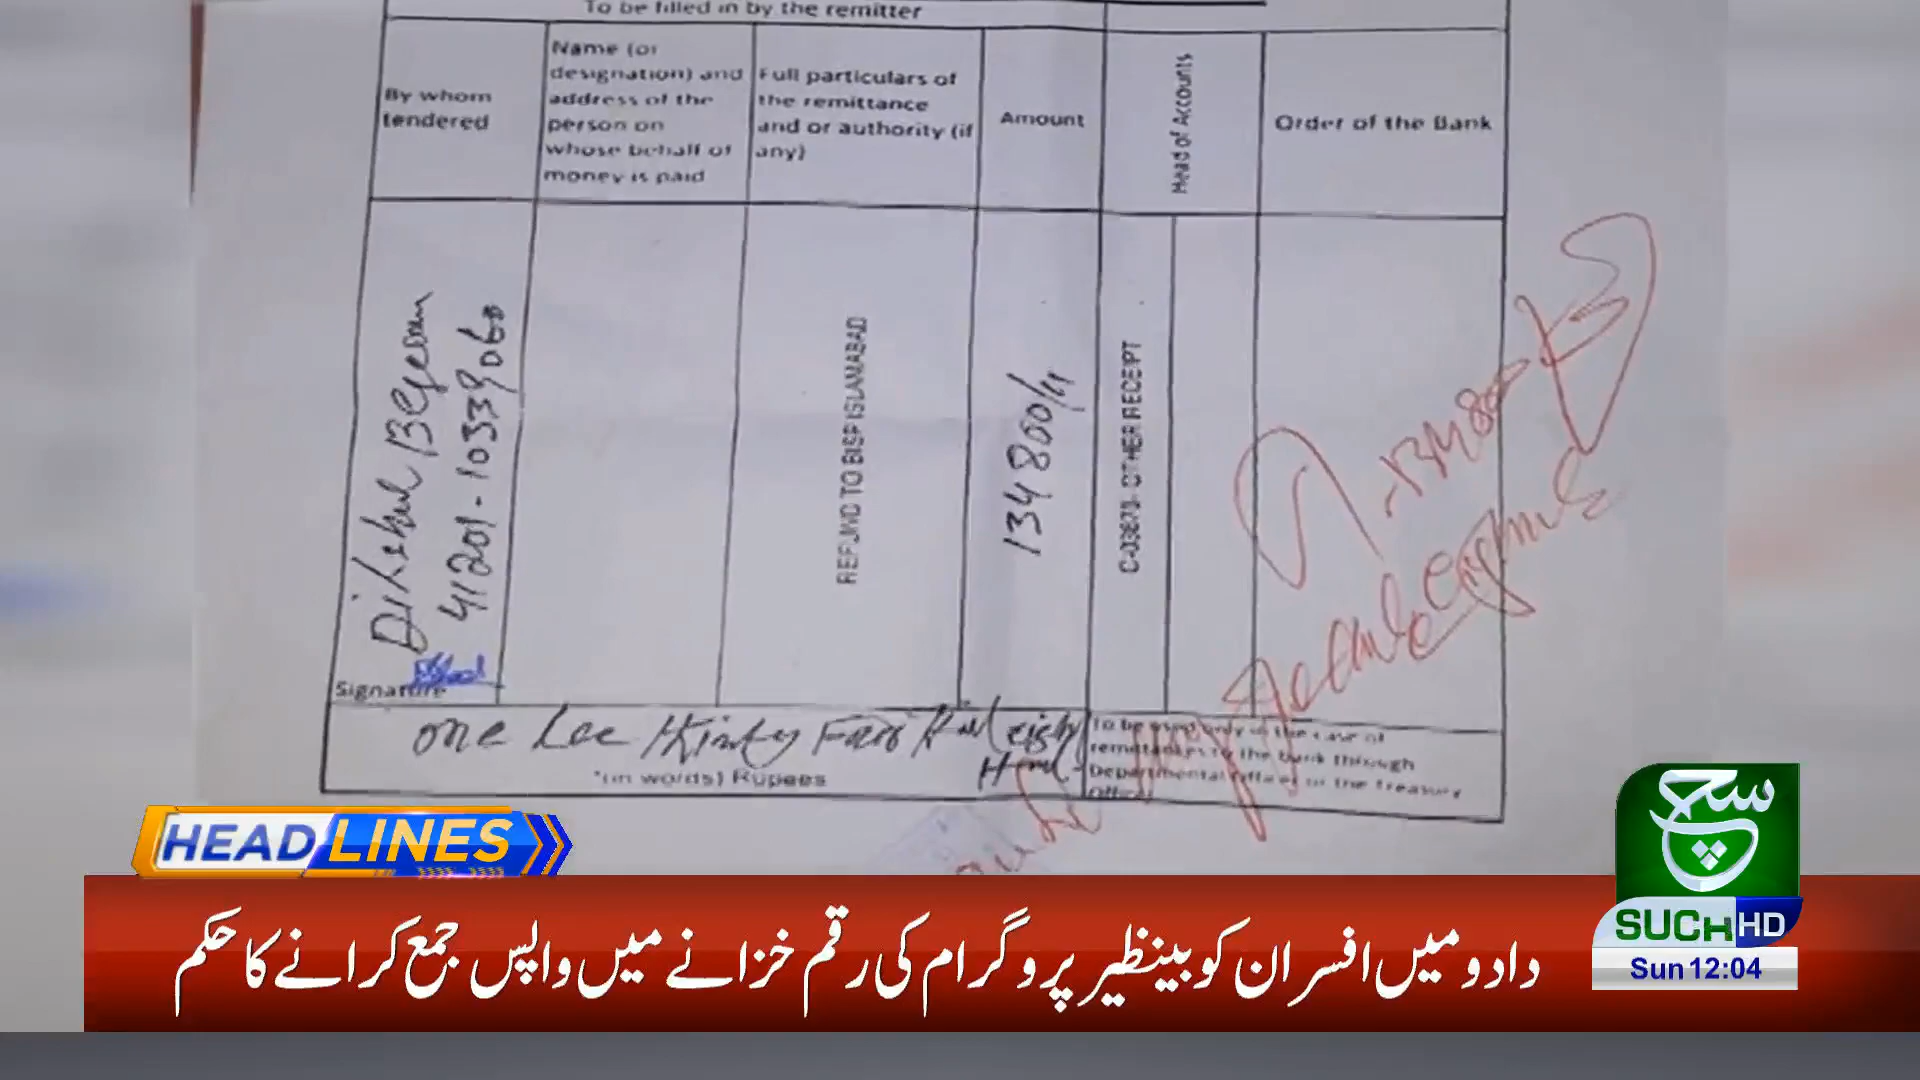 To be filled in by the remitter
By whom
tendered
Name (or
designation) and
address of the
person on
whose behalf of
money is paid
Full particulars of
the remittance
and or authority (if
any)
Amount
Head of Accounts
Order of the Bank
Begam
41201-1033906
REFUND TO BISP ISLAMABAD
134800/
C-03873- OTHER RECEIPT
Signature
one Lac thirty Four
*(in words) Rupees
To be used only in the case of
remittances to the bank through
Departmental Officer or the treasury
Officer
HEADLINES
سچ
SUCH HD
Sun 12:04
دادو میں افسران کو بینظیر پروگرام کی رقم خزانے میں واپس جمع کرانے کا حکم